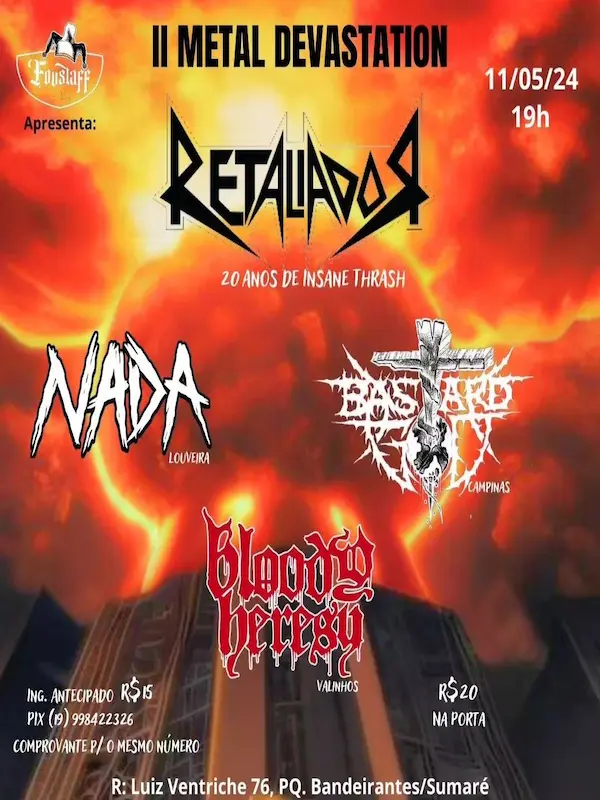 Foustaff
Apresenta:
II METAL DEVASTATION
11/05/24
19h
RETALIADOR
20 ANOS DE INSANE THRASH
NADA
LOUVEIRA
BASTARD
GOD
CAMPINAS
bloody
heresy
VALINHOS
ING. ANTECIPADO R$15
PIX (19) 998422326
COMPROVANTE P/ O MESMO NÚMERO
R$20
NA PORTA
R: Luiz Ventriche 76, PQ. Bandeirantes/Sumaré